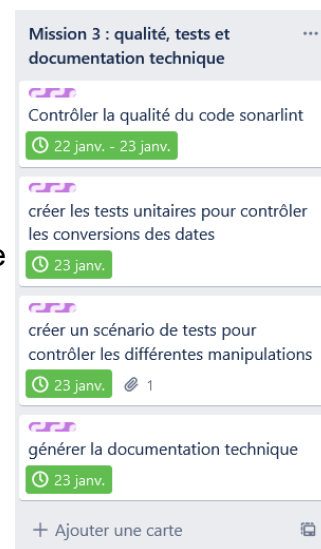 Mission 3 : qualité, tests et
documentation technique
Contrôler la qualité du code sonarlint
22 janv. - 23 janv.
créer les tests unitaires pour contrôler
les conversions des dates
23 janv.
e
créer un scénario de tests pour
contrôler les différentes manipulations
23 janv. 1
générer la documentation technique
23 janv.
+ Ajouter une carte